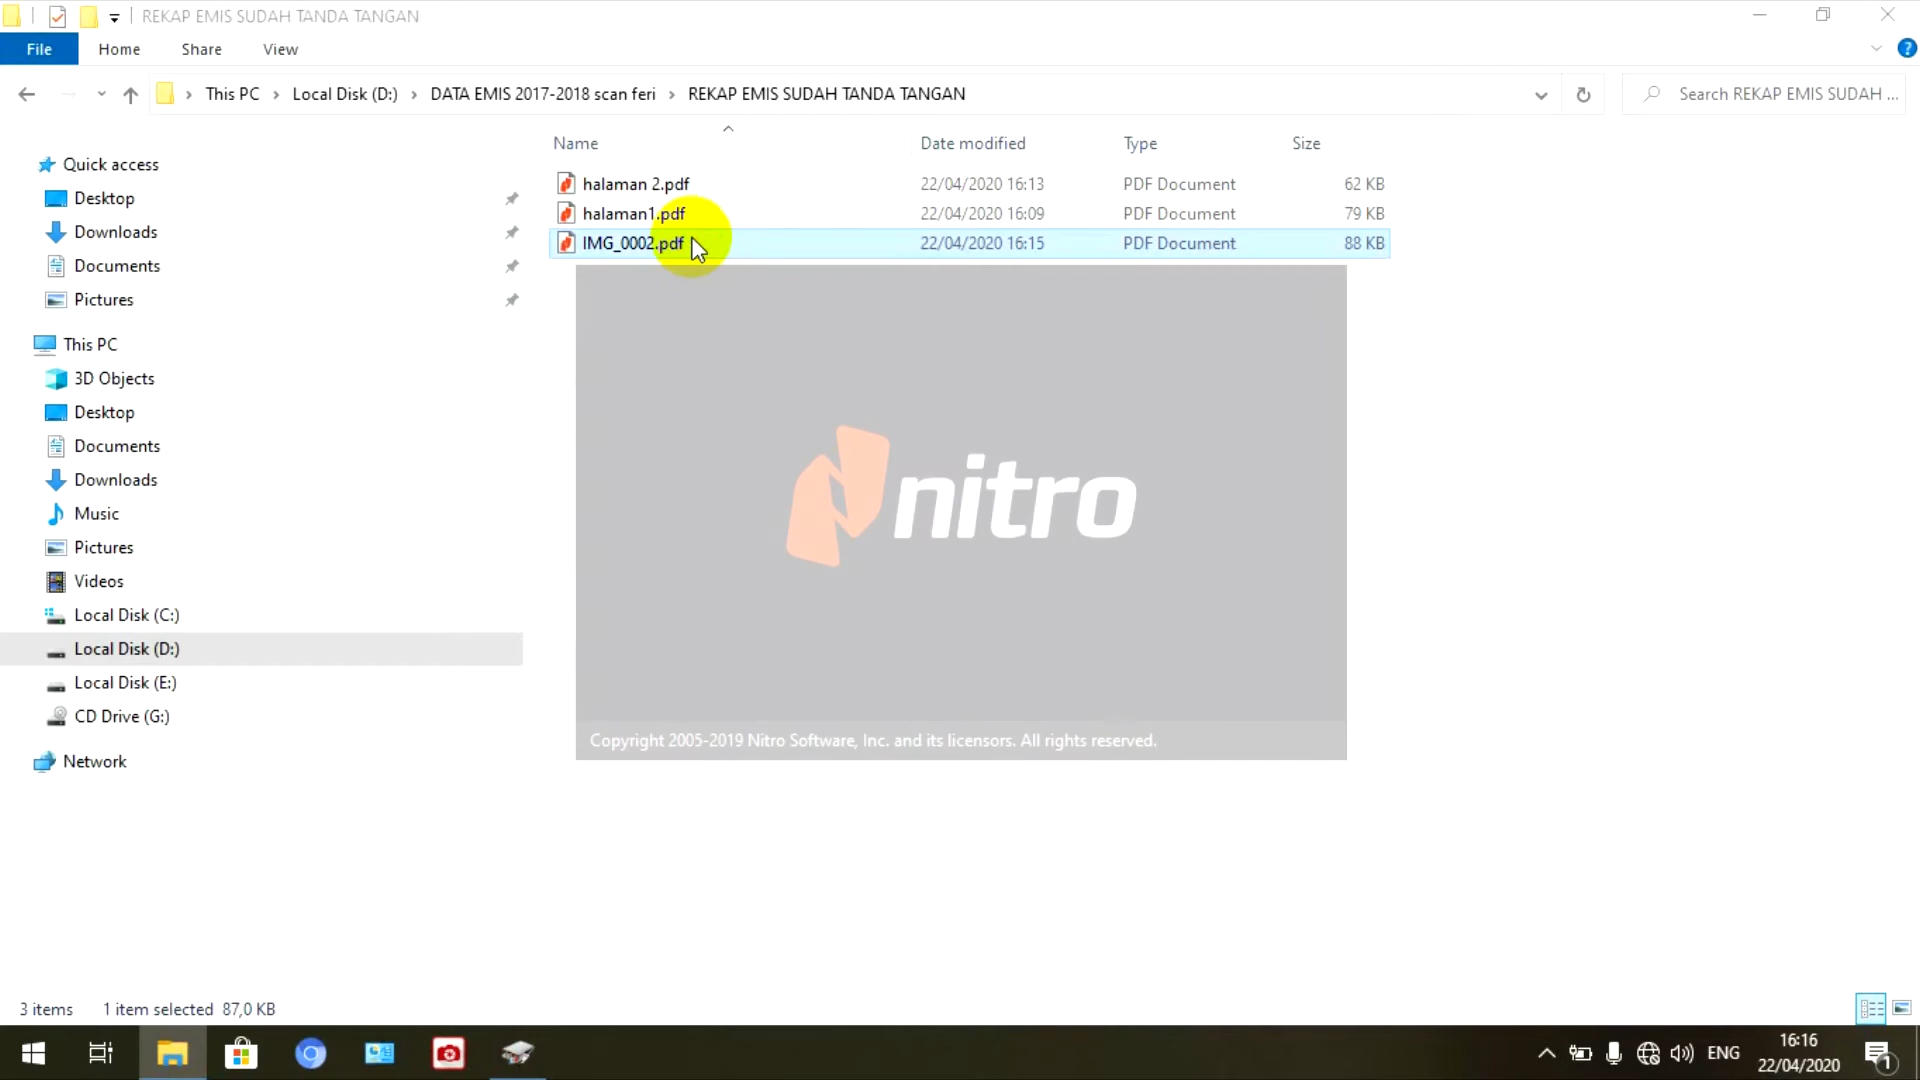 REKAP EMIS SUDAH TANDA TANGAN
File Home Share View
This PC Local Disk (D:) DATA EMIS 2017-2018 scan feri REKAP EMIS SUDAH TANDA TANGAN
Search REKAP EMIS SUDAH ...
Name Date modified Type Size
halaman 2.pdf 22/04/2020 16:13 PDF Document 62 KB
halaman1.pdf 22/04/2020 16:09 PDF Document 79 KB
IMG_0002.pdf 22/04/2020 16:15 PDF Document 88 KB
Quick access
Desktop
Downloads
Documents
Pictures
This PC
3D Objects
Desktop
Documents
Downloads
Music
Pictures
Videos
Local Disk (C:)
Local Disk (D:)
Local Disk (E:)
CD Drive (G:)
Network
nitro
Copyright 2005-2019 Nitro Software, Inc. and its licensors. All rights reserved.
3 items 1 item selected 87,0 KB
ENG
16:16
22/04/2020
1